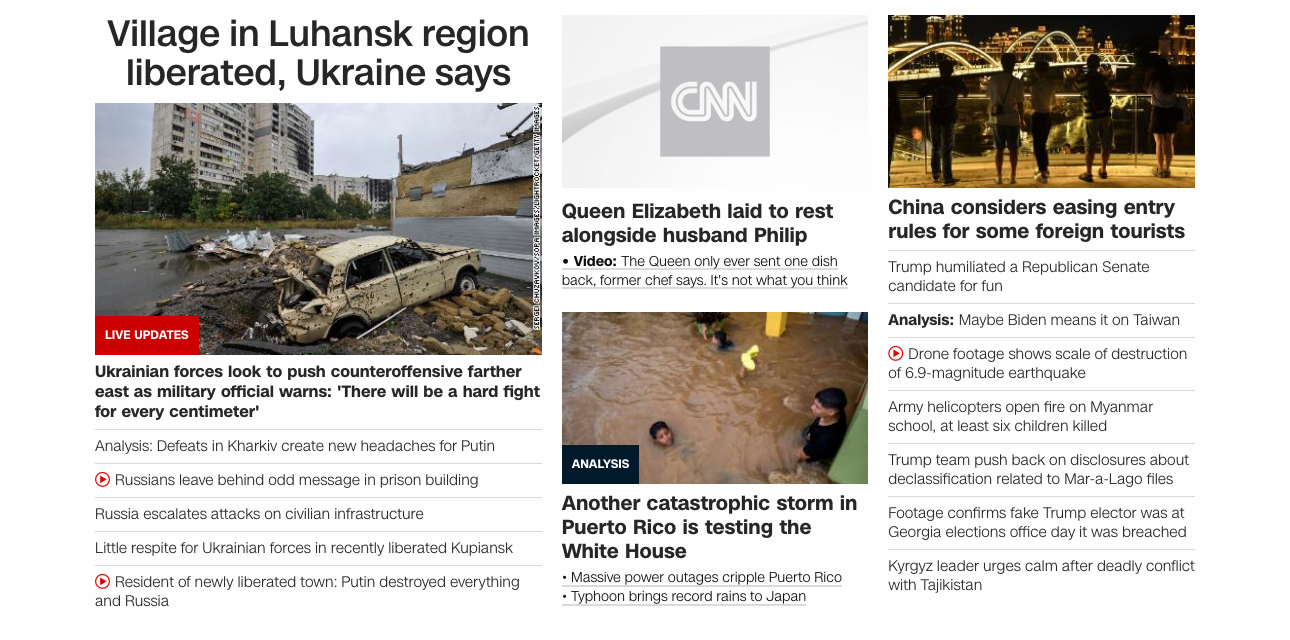 Village in Luhansk region
liberated, Ukraine says
SERGEI CHUZAVKOV/SOPA IMAGES/LIGHTROCKET/GETTY IMAGES
LIVE UPDATES
Ukrainian forces look to push counteroffensive farther
east as military official warns: 'There will be a hard fight
for every centimeter'
Analysis: Defeats in Kharkiv create new headaches for Putin
Russians leave behind odd message in prison building
Russia escalates attacks on civilian infrastructure
Little respite for Ukrainian forces in recently liberated Kupiansk
Resident of newly liberated town: Putin destroyed everything
and Russia
CNN
Queen Elizabeth laid to rest
alongside husband Philip
• Video: The Queen only ever sent one dish
back, former chef says. It's not what you think
ANALYSIS
Another catastrophic storm in
Puerto Rico is testing the
White House
• Massive power outages cripple Puerto Rico
• Typhoon brings record rains to Japan
China considers easing entry
rules for some foreign tourists
Trump humiliated a Republican Senate
candidate for fun
Analysis: Maybe Biden means it on Taiwan
Drone footage shows scale of destruction
of 6.9-magnitude earthquake
Army helicopters open fire on Myanmar
school, at least six children killed
Trump team push back on disclosures about
declassification related to Mar-a-Lago files
Footage confirms fake Trump elector was at
Georgia elections office day it was breached
Kyrgyz leader urges calm after deadly conflict
with Tajikistan